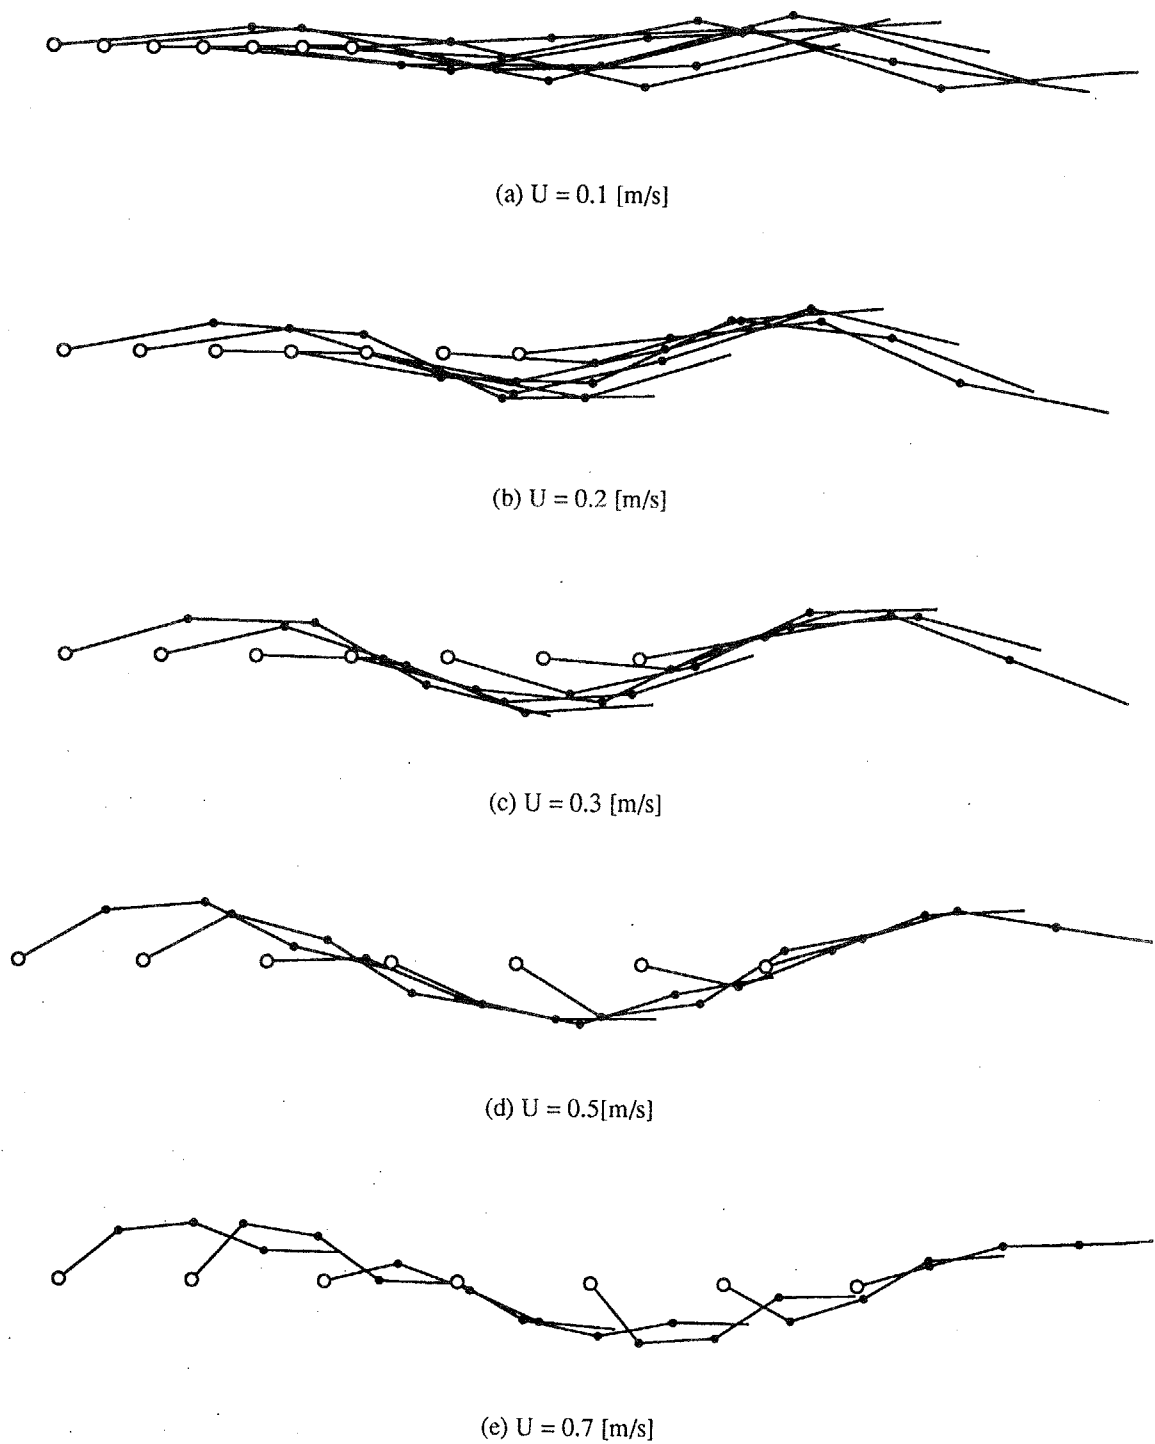 (a) U = 0.1 [m/s]
(b) U = 0.2 [m/s]
(c) U = 0.3 [m/s]
(d) U = 0.5[m/s]
(e) U = 0.7 [m/s]